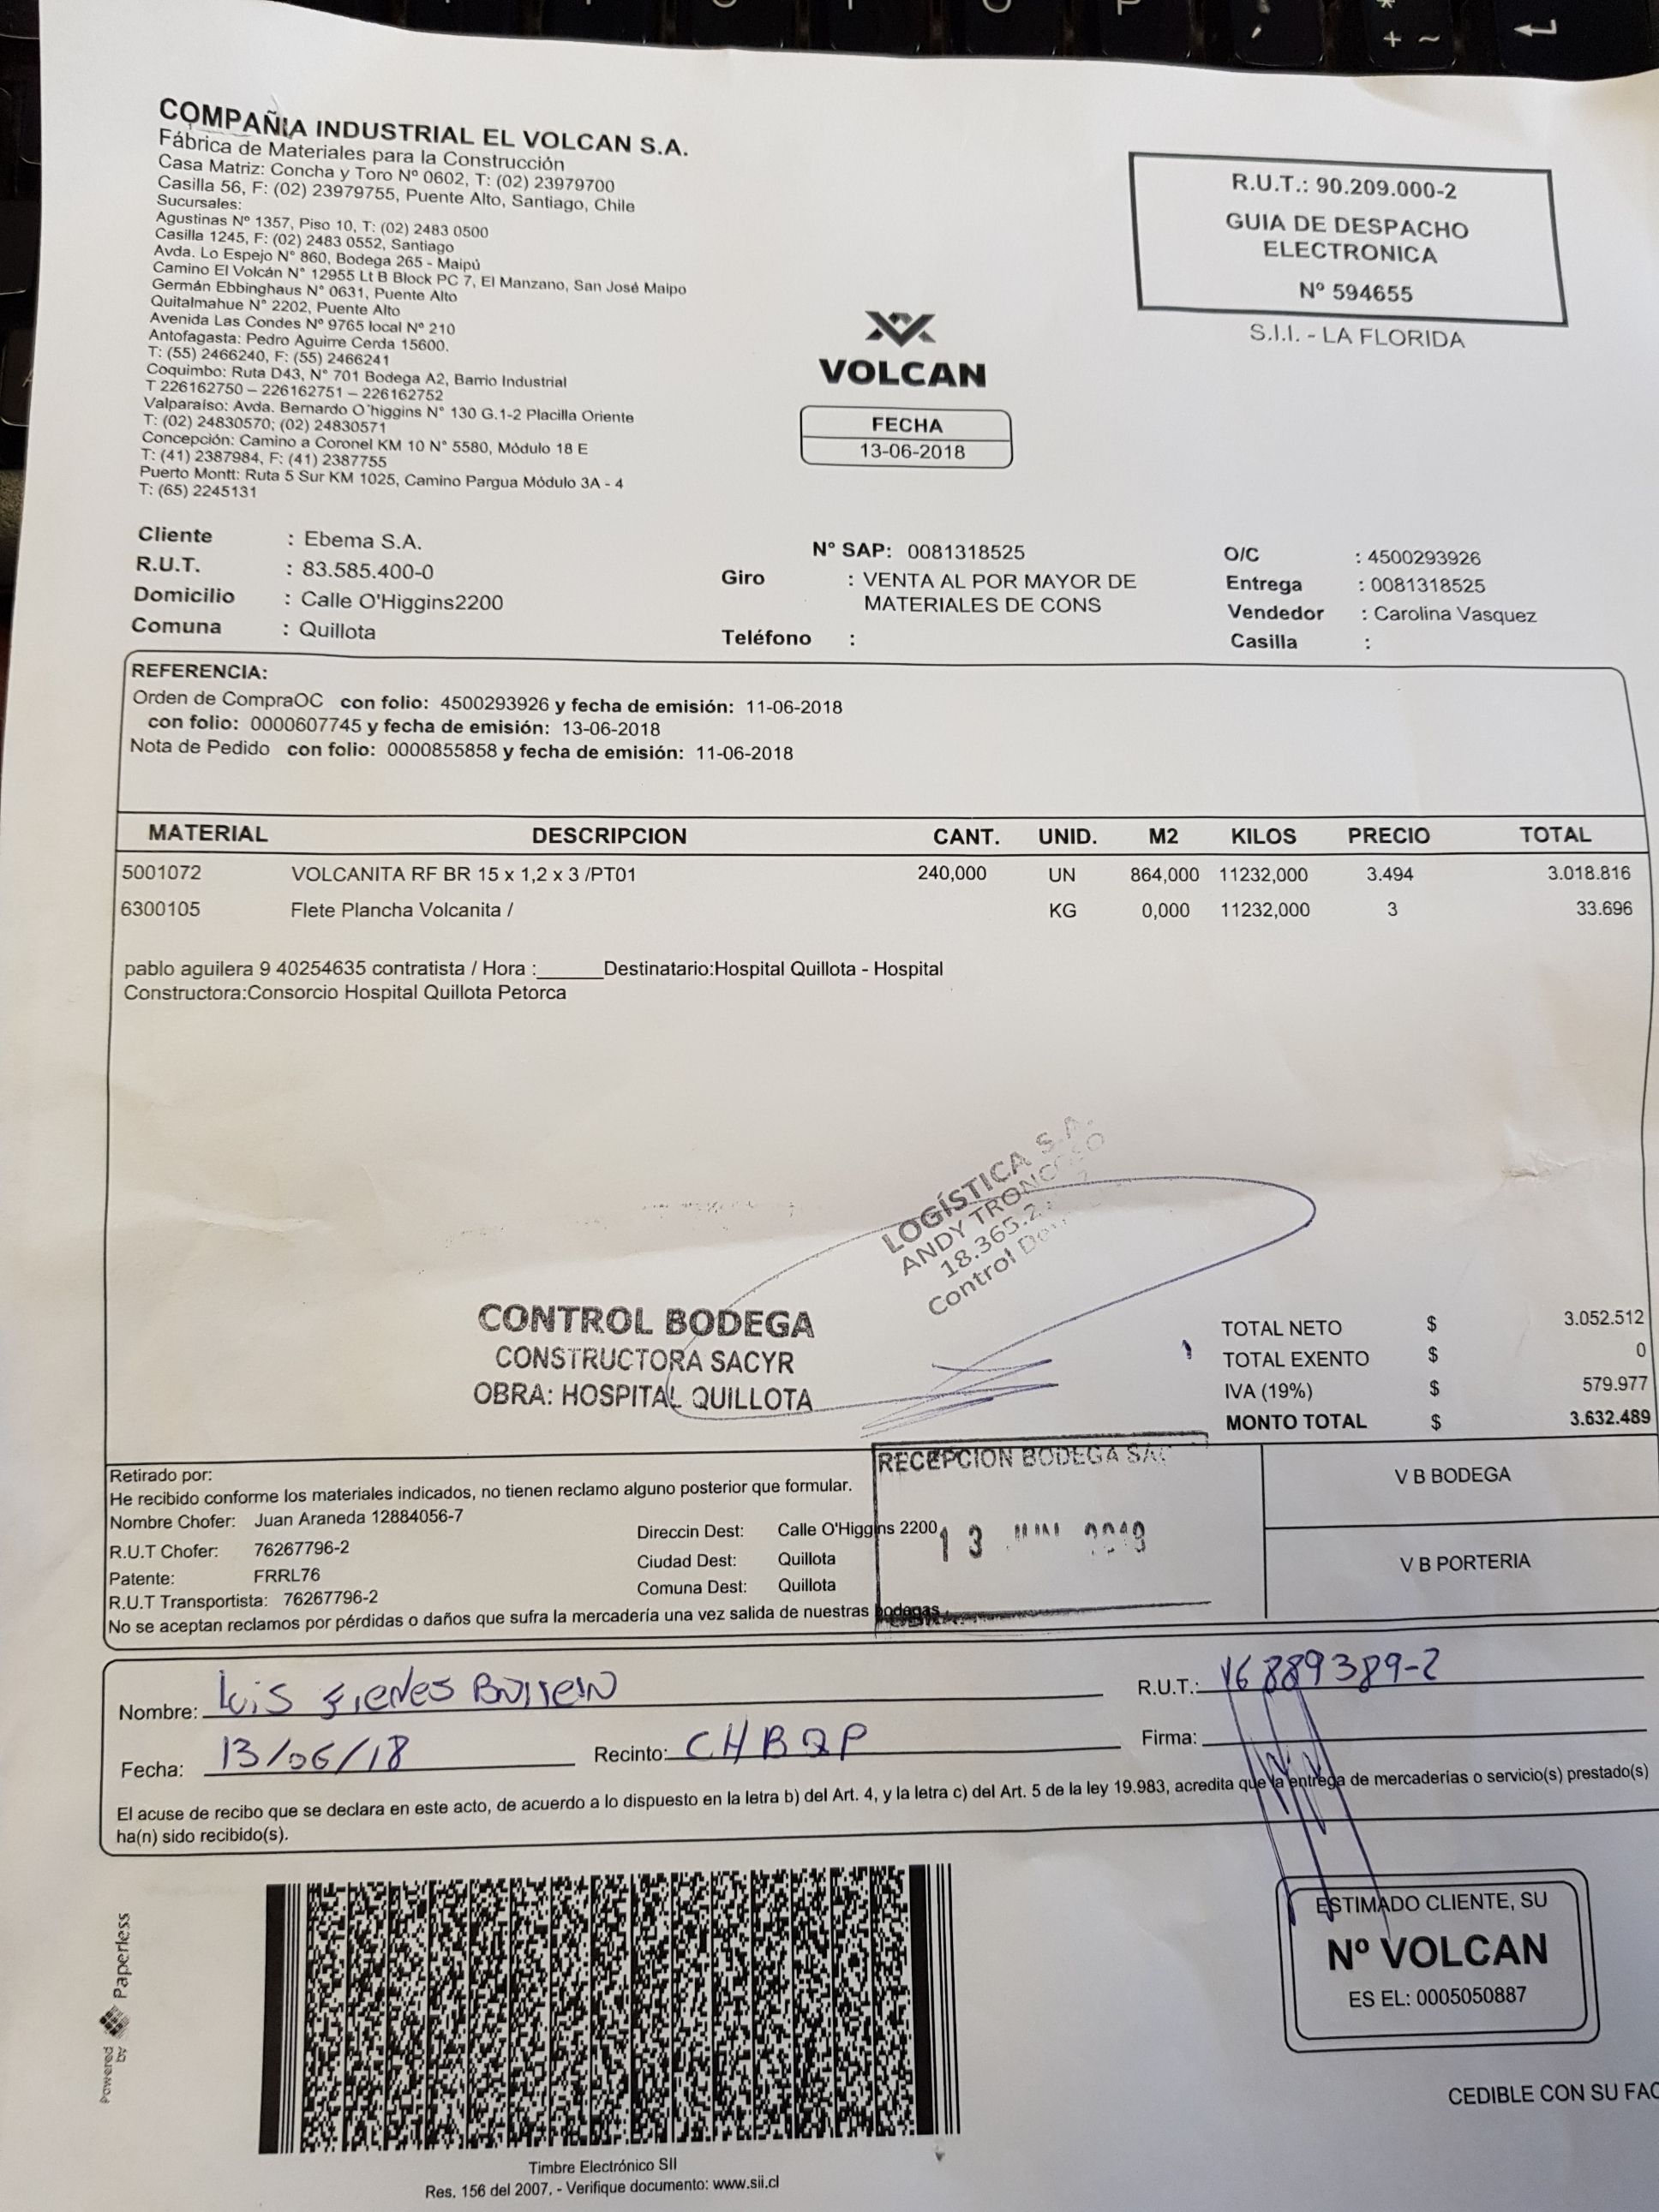 COMPAÑIA INDUSTRIAL EL VOLCAN S.A.
Fábrica de Materiales para la Construcción
Casa Matriz: Concha y Toro Nº 0602, T: (02) 23979700
Casilla 56, F: (02) 23979755, Puente Alto, Santiago, Chile
Sucursales:
Agustinas Nº 1357, Piso 10, T: (02) 2483 0500
Casilla 1245, F: (02) 2483 0552, Santiago
Avda. Lo Espejo N° 860, Bodega 265 - Maipú
Camino El Volcán N° 12955 Lt B Block PC 7, El Manzano, San José Maipo
Germán Ebbinghaus N° 0631, Puente Alto
Quitalmahue N° 2202, Puente Alto
Avenida Las Condes Nº 9765 local N° 210
Antofagasta: Pedro Aguirre Cerda 15600.
T: (55) 2466240, F: (55) 2466241
Coquimbo: Ruta D43, N° 701 Bodega A2, Barrio Industrial
T 226162750 – 226162751 – 226162752
Valparaíso: Avda. Bernardo O´higgins N° 130 G.1-2 Placilla Oriente
T: (02) 24830570; (02) 24830571
Concepción: Camino a Coronel KM 10 N° 5580, Módulo 18 E
T: (41) 2387984, F: (41) 2387755
Puerto Montt: Ruta 5 Sur KM 1025, Camino Pargua Módulo 3A - 4
T: (65) 2245131
VOLCAN
FECHA
13-06-2018
R.U.T.: 90.209.000-2
GUIA DE DESPACHO
ELECTRONICA
Nº 594655
S.I.I. - LA FLORIDA
Cliente : Ebema S.A.
R.U.T. : 83.585.400-0
Domicilio : Calle O'Higgins2200
Comuna : Quillota
N° SAP: 0081318525
Giro : VENTA AL POR MAYOR DE
MATERIALES DE CONS
Teléfono :
O/C : 4500293926
Entrega : 0081318525
Vendedor : Carolina Vasquez
Casilla :
REFERENCIA:
Orden de CompraOC con folio: 4500293926 y fecha de emisión: 11-06-2018
con folio: 0000607745 y fecha de emisión: 13-06-2018
Nota de Pedido con folio: 0000855858 y fecha de emisión: 11-06-2018
MATERIAL DESCRIPCION CANT. UNID. M2 KILOS PRECIO TOTAL
5001072 VOLCANITA RF BR 15 x 1,2 x 3 /PT01 240,000 UN 864,000 11232,000 3.494 3.018.816
6300105 Flete Plancha Volcanita / KG 0,000 11232,000 3 33.696
pablo aguilera 9 40254635 contratista / Hora :______Destinatario:Hospital Quillota - Hospital
Constructora:Consorcio Hospital Quillota Petorca
LOGÍSTICA S.A.
ANDY TRONCOSO
18.365.2
Control
CONTROL BODEGA
CONSTRUCTORA SACYR
OBRA: HOSPITAL QUILLOTA
TOTAL NETO $ 3.052.512
TOTAL EXENTO $ 0
IVA (19%) $ 579.977
MONTO TOTAL $ 3.632.489
Retirado por:
He recibido conforme los materiales indicados, no tienen reclamo alguno posterior que formular.
Nombre Chofer: Juan Araneda 12884056-7
R.U.T Chofer: 76267796-2
Patente: FRRL76
R.U.T Transportista: 76267796-2
Direccin Dest: Calle O'Higgins 2200
Ciudad Dest: Quillota
Comuna Dest: Quillota
No se aceptan reclamos por pérdidas o daños que sufra la mercadería una vez salida de nuestras bodegas.
RECEPCION BODEGA
13 JUN
V B BODEGA
V B PORTERIA
Nombre: Luis
R.U.T.: 16889389-2
Fecha: 13/06/18
Recinto: CHBQP
Firma:
El acuse de recibo que se declara en este acto, de acuerdo a lo dispuesto en la letra b) del Art. 4, y la letra c) del Art. 5 de la ley 19.983, acredita que la entrega de mercaderías o servicio(s) prestado(s)
ha(n) sido recibido(s).
Powered by Paperless
Timbre Electrónico SII
Res. 156 del 2007. - Verifique documento: www.sii.cl
ESTIMADO CLIENTE, SU
Nº VOLCAN
ES EL: 0005050887
CEDIBLE CON SU FAC